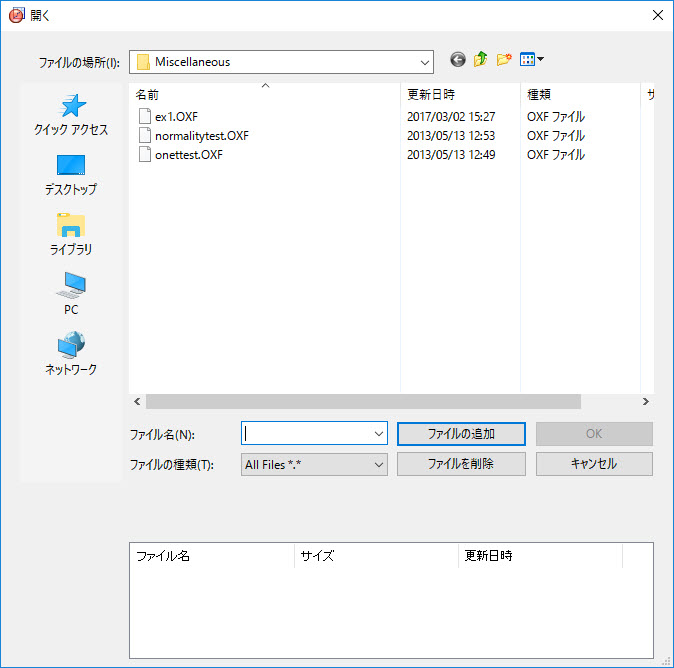 開く
ファイルの場所(I):
Miscellaneous
クイック アクセス
デスクトップ
ライブラリ
PC
ネットワーク
名前 更新日時 種類 サ
ex1.OXF 2017/03/02 15:27 OXF ファイル
normalitytest.OXF 2013/05/13 12:53 OXF ファイル
onettest.OXF 2013/05/13 12:49 OXF ファイル
ファイル名(N): ファイルの追加 OK
ファイルの種類(T): All Files *.* ファイルを削除 キャンセル
ファイル名 サイズ 更新日時